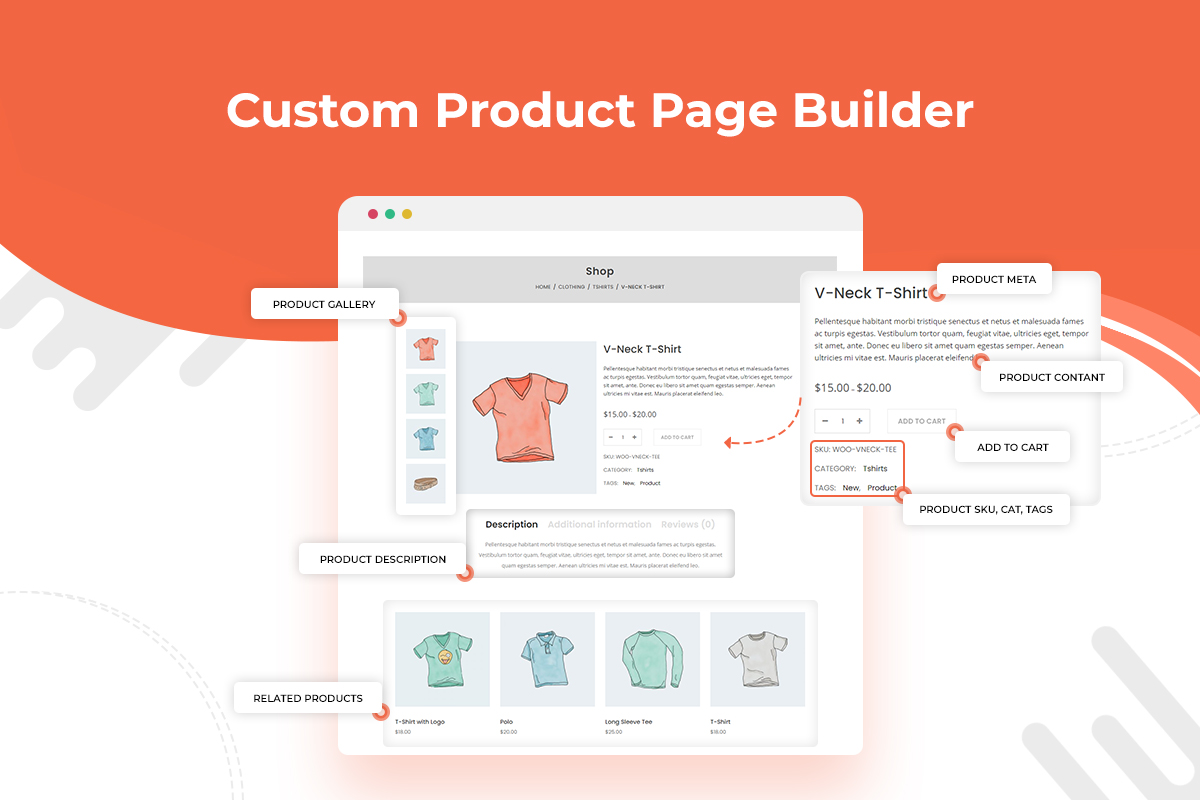 Custom Product Page Builder
Shop
HOME / CLOTHING / TSHIRTS / V-NECK T-SHIRT
PRODUCT GALLERY
V-Neck T-Shirt
Pellentesque habitant morbi tristique senectus et netus et malesuada fames
ac turpis egestas. Vestibulum tortor quam, feugiat vitae, ultricies eget, tempor
sit amet, ante. Donec eu libero sit amet quam egestas semper. Aenean
ultricies mi vitae est. Mauris placerat eleifend leo.
$15.00 - $20.00
− 1 +
ADD TO CART
SKU: WOO-VNECK-TEE
CATEGORY: Tshirts
TAGS: New, Product
PRODUCT META
V-Neck T-Shirt
Pellentesque habitant morbi tristique senectus et netus et malesuada fames
ac turpis egestas. Vestibulum tortor quam, feugiat vitae, ultricies eget, tempor
sit amet, ante. Donec eu libero sit amet quam egestas semper. Aenean
ultricies mi vitae est. Mauris placerat eleifend
PRODUCT CONTANT
$15.00 - $20.00
− 1 +
ADD TO CART
ADD TO CART
SKU: WOO-VNECK-TEE
CATEGORY: Tshirts
TAGS: New, Product
PRODUCT SKU, CAT, TAGS
Description Additional information Reviews (0)
Pellentesque habitant morbi tristique senectus et netus et malesuada fames ac turpis egestas.
Vestibulum tortor quam, feugiat vitae, ultricies eget, tempor sit amet, ante. Donec eu libero sit amet
quam egestas semper. Aenean ultricies mi vitae est. Mauris placerat eleifend leo.
PRODUCT DESCRIPTION
RELATED PRODUCTS
T-Shirt with Logo
$18.00
Polo
$20.00
Long Sleeve Tee
$25.00
T-Shirt
$18.00